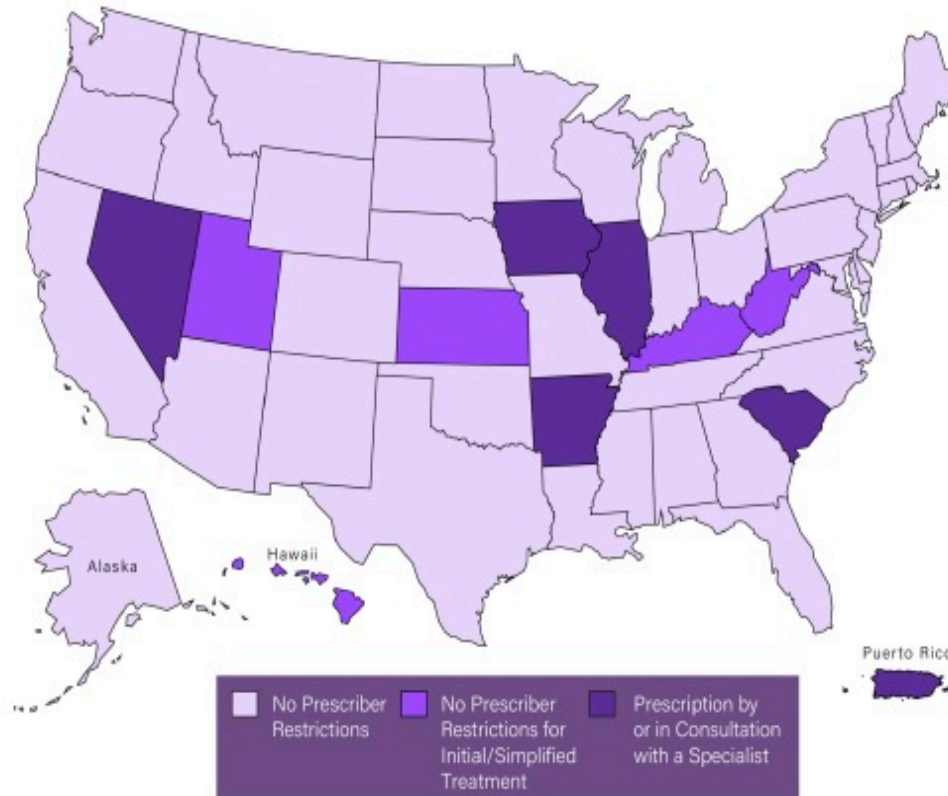 Alaska
Hawaii
Puerto Rico
No Prescriber
Restrictions
No Prescriber
Restrictions for
Initial/Simplified
Treatment
Prescription by
or in Consultation
with a Specialist